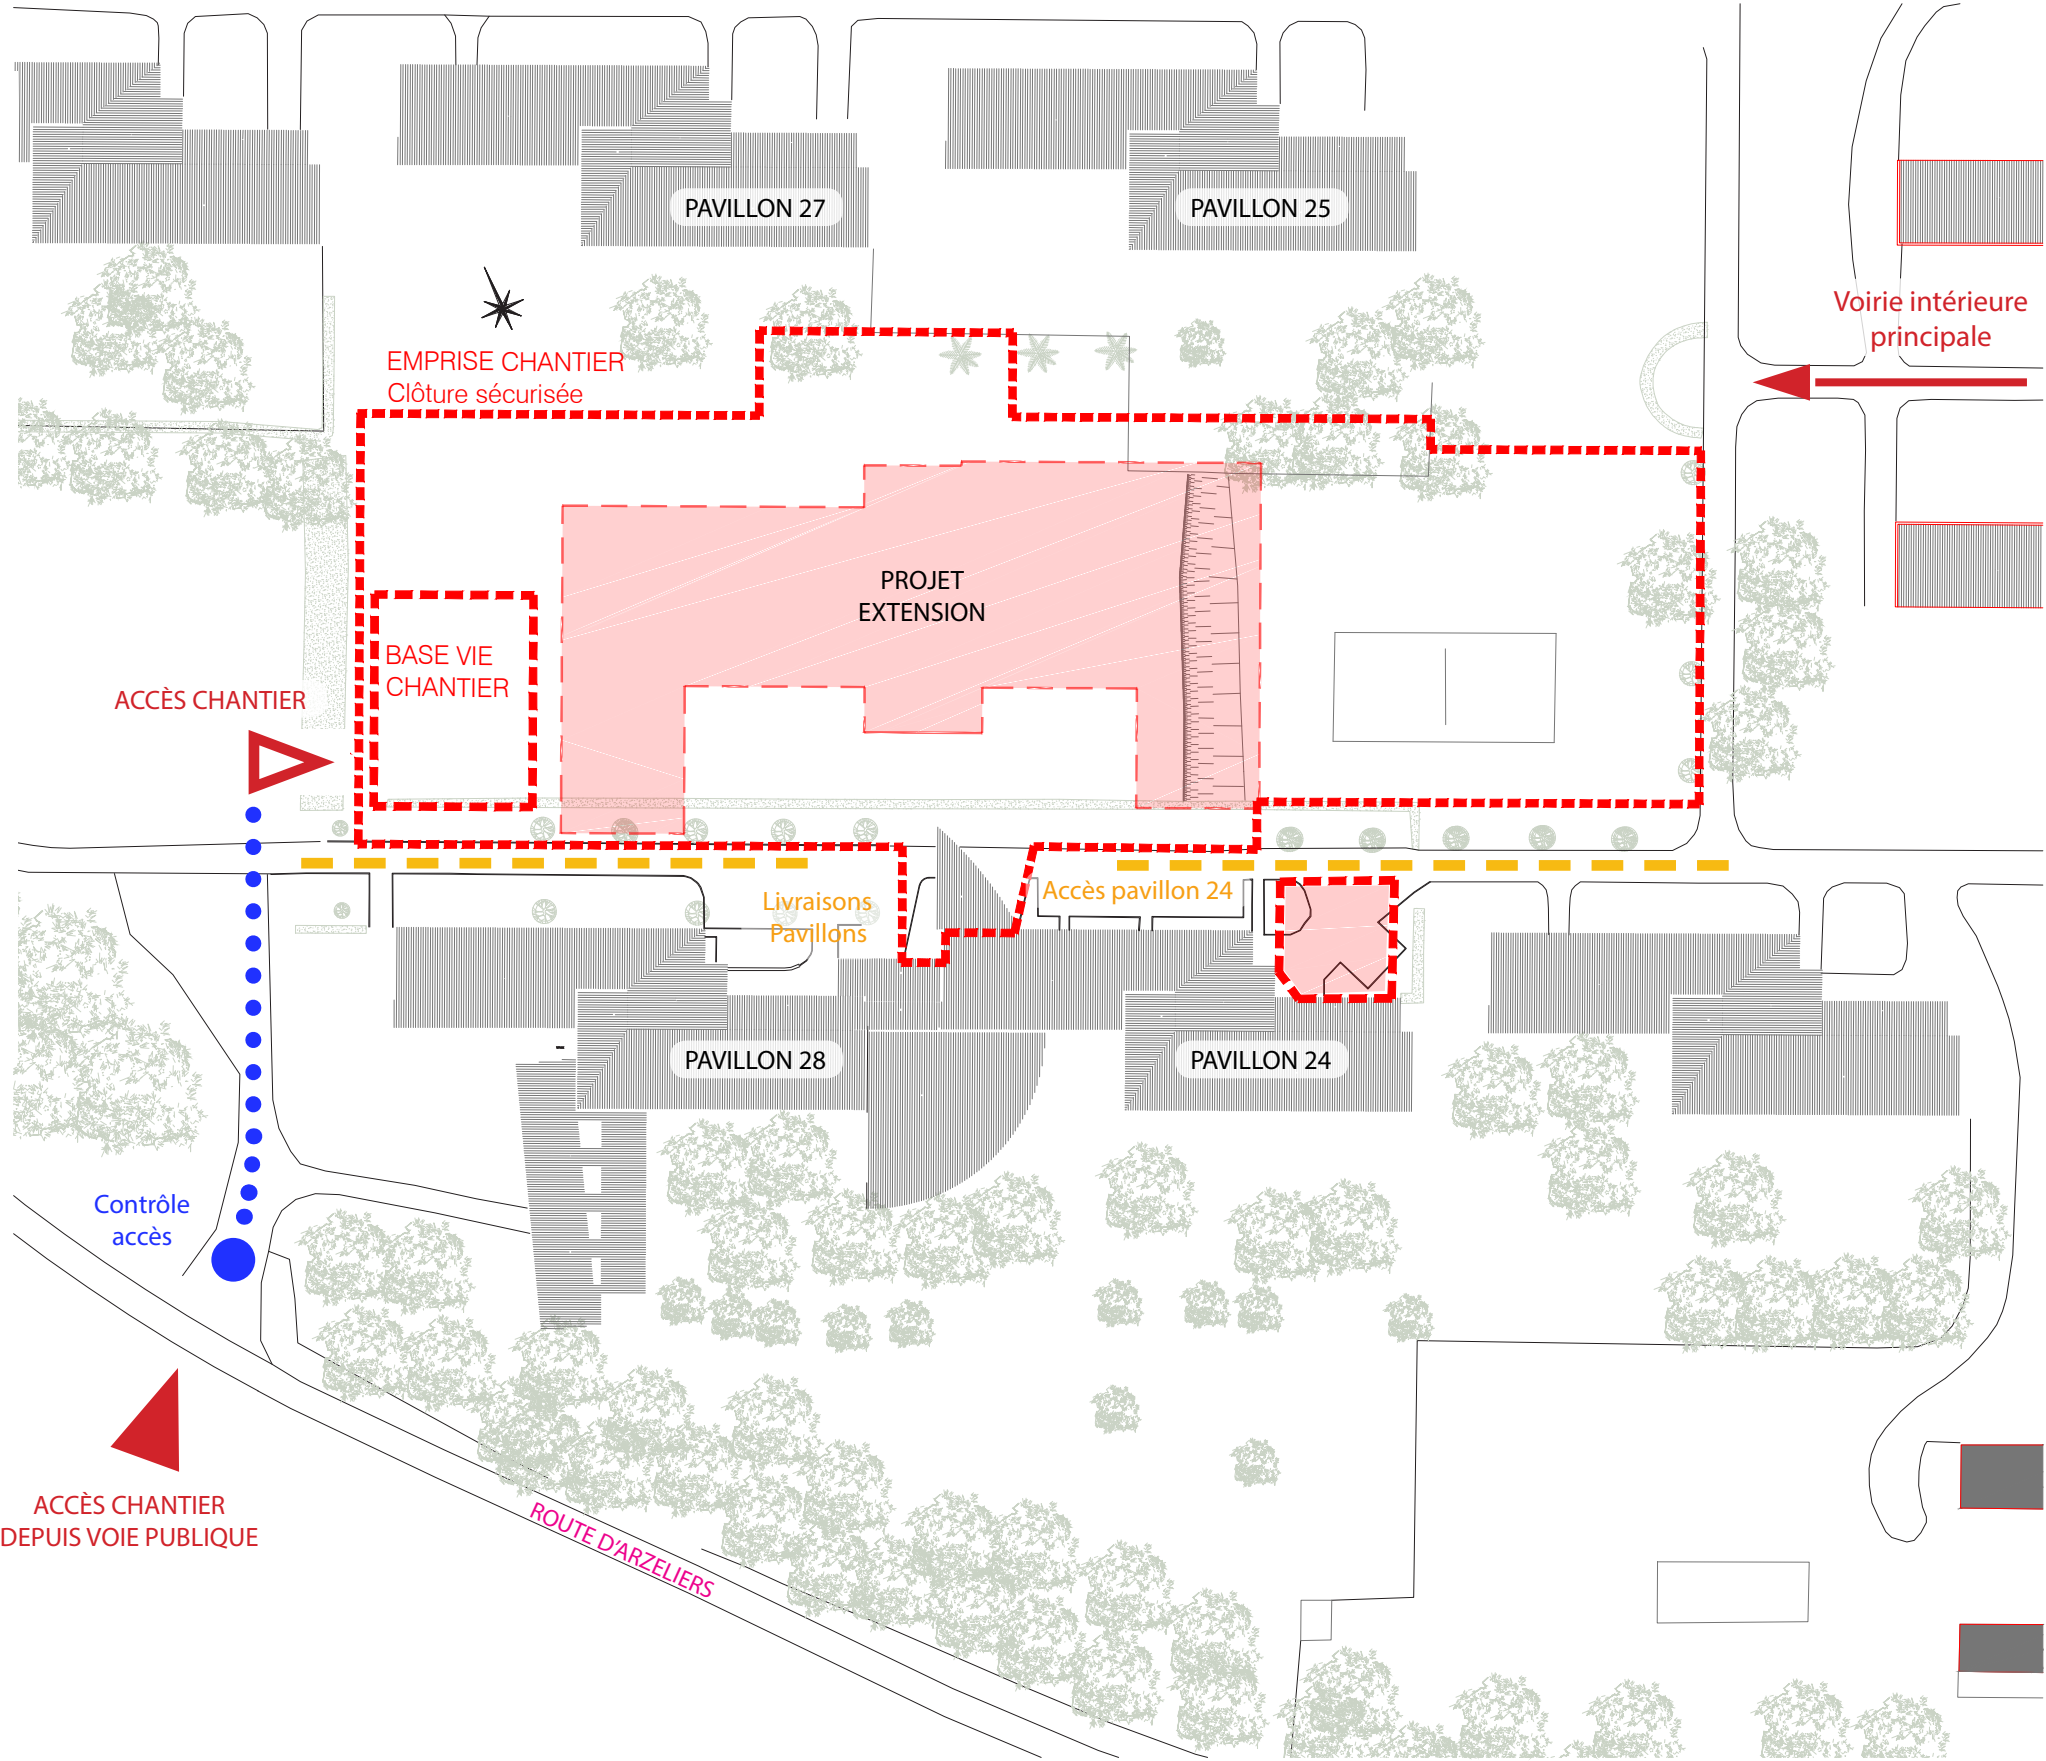 PAVILLON 27
PAVILLON 25
Voirie intérieure
principale
EMPRISE CHANTIER
Clôture sécurisée
PROJET
EXTENSION
BASE VIE
CHANTIER
ACCÈS CHANTIER
Livraisons
Pavillons
Accès pavillon 24
PAVILLON 28
PAVILLON 24
Contrôle
accès
ACCÈS CHANTIER
DEPUIS VOIE PUBLIQUE
ROUTE D'ARZELIERS